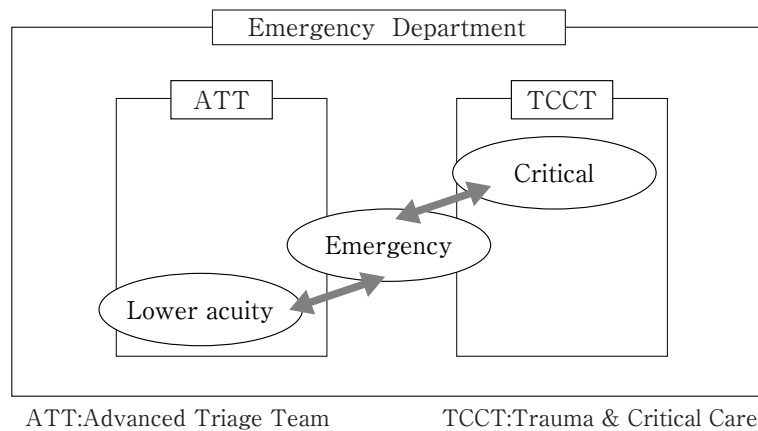 Emergency Department
ATT
TCCT
Critical
Emergency
Lower acuity
ATT:Advanced Triage Team
TCCT:Trauma & Critical Care